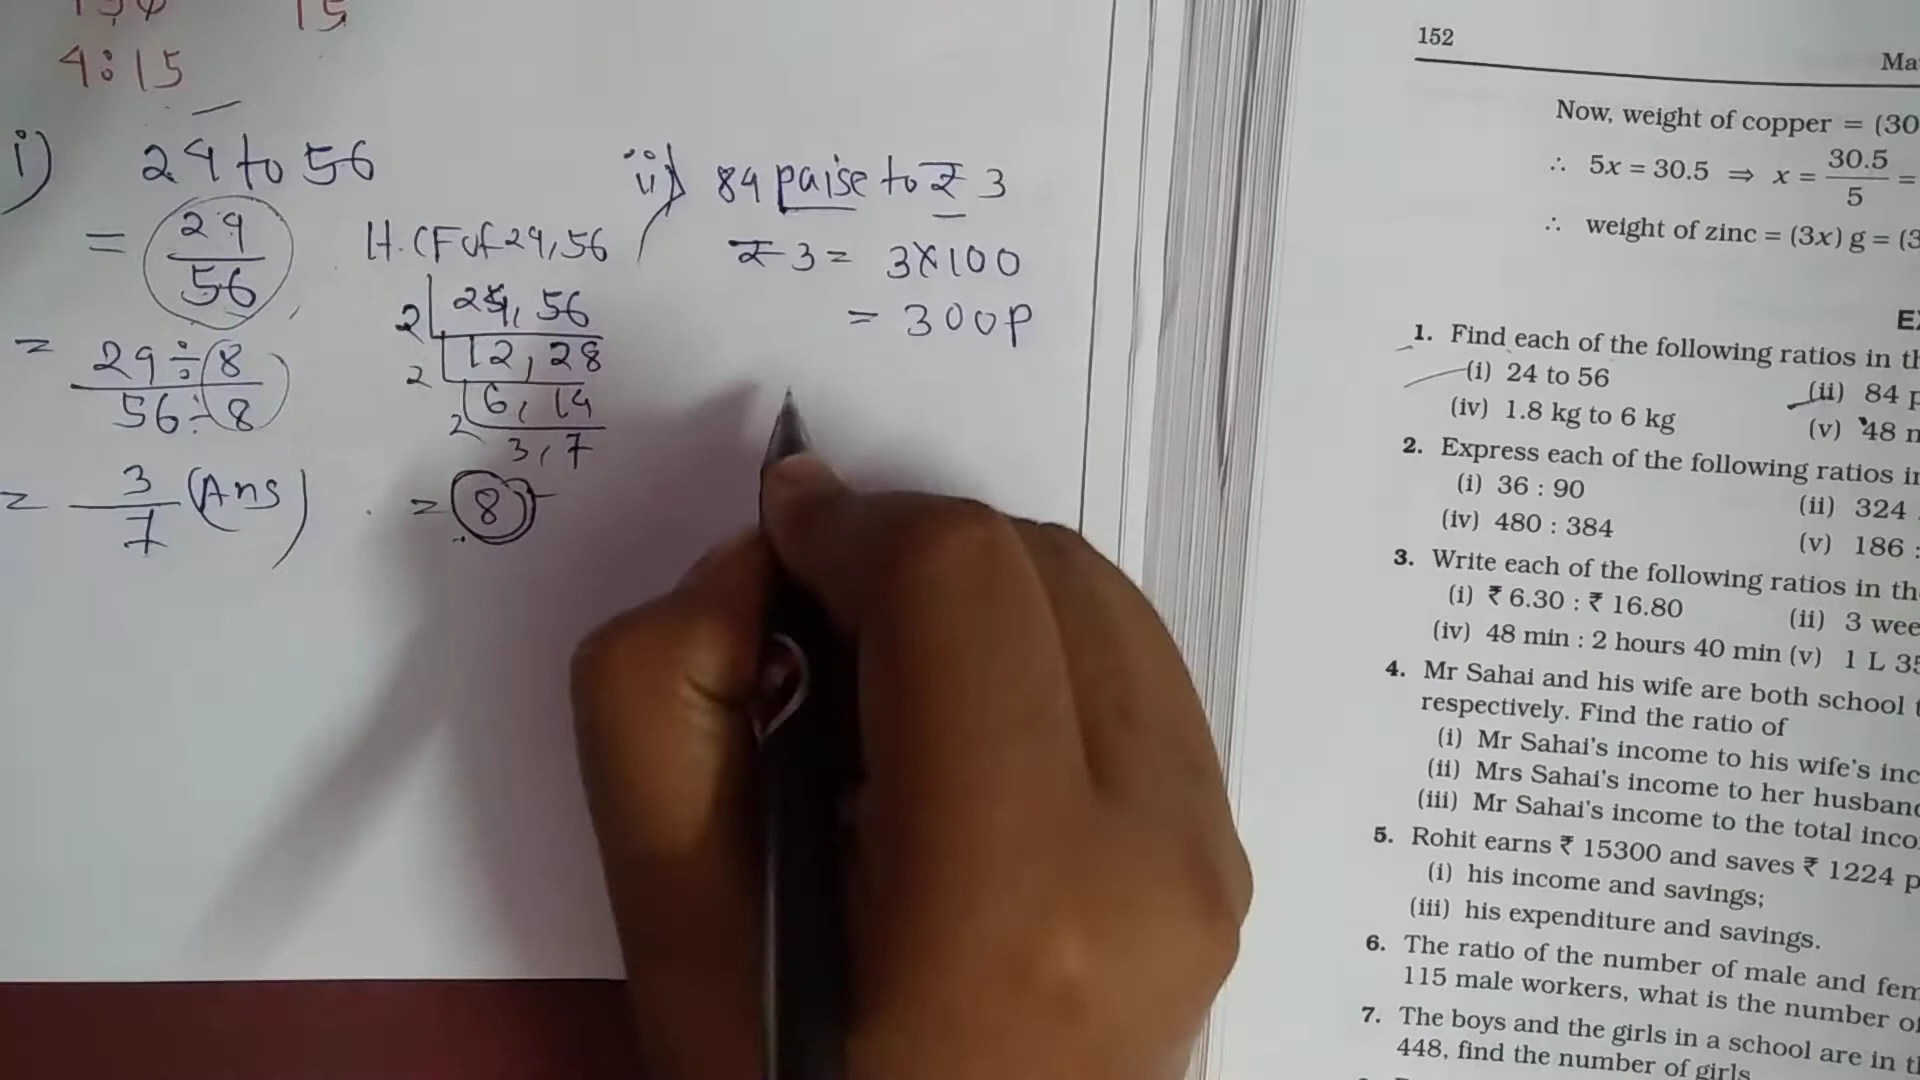 15
4:15
i) 24 to 56
= 24/56
= 24÷8/56÷8
= 3/7 (Ans)
H.CF of 24, 56
2 24, 56
2 12, 28
2 6, 14
3, 7
= 8
ii) 84 paise to ₹ 3
₹ 3 = 3×100
= 300p
152
Now, weight of copper = (30
∴ 5x = 30.5 ⇒ x = 30.5/5 =
∴ weight of zinc = (3x) g = (3
1. Find each of the following ratios in th
(i) 24 to 56 (ii) 84 p
(iv) 1.8 kg to 6 kg (v) 48 n
2. Express each of the following ratios in
(i) 36 : 90 (ii) 324
(iv) 480 : 384 (v) 186 :
3. Write each of the following ratios in th
(i) ₹ 6.30 : ₹ 16.80 (ii) 3 wee
(iv) 48 min : 2 hours 40 min (v) 1 L 35
4. Mr Sahai and his wife are both school t
respectively. Find the ratio of
(i) Mr Sahai's income to his wife's inc
(ii) Mrs Sahai's income to her husband
(iii) Mr Sahai's income to the total inco
5. Rohit earns ₹ 15300 and saves ₹ 1224 p
(i) his income and savings;
(iii) his expenditure and savings.
6. The ratio of the number of male and fem
115 male workers, what is the number of
7. The boys and the girls in a school are in th
448, find the number of girls